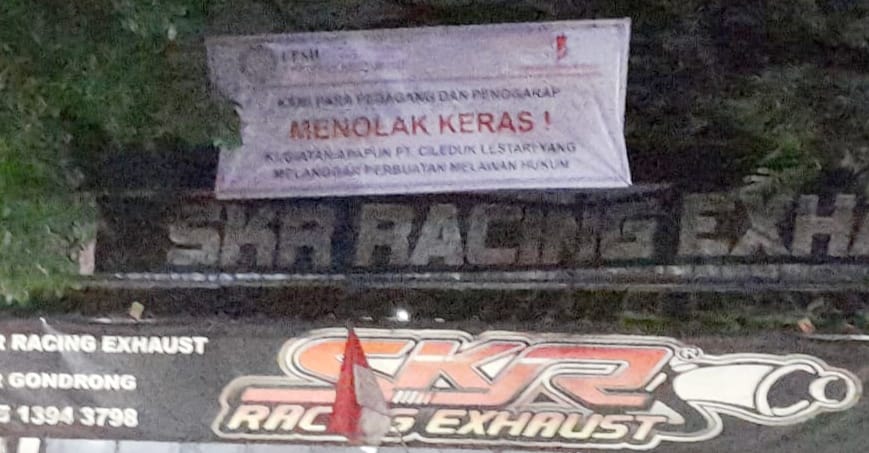 KAMI PARA PEDAGANG DAN PENGGARAP
MENOLAK KERAS !
KEGIATAN APAPUN PT. CILEDUK LESTARI YANG
MELANGGAR PERBUATAN MELAWAN HUKUM
SKR RACING EXHA
R RACING EXHAUST
R GONDRONG
1394 3798
SKR®
RACING EXHAUST